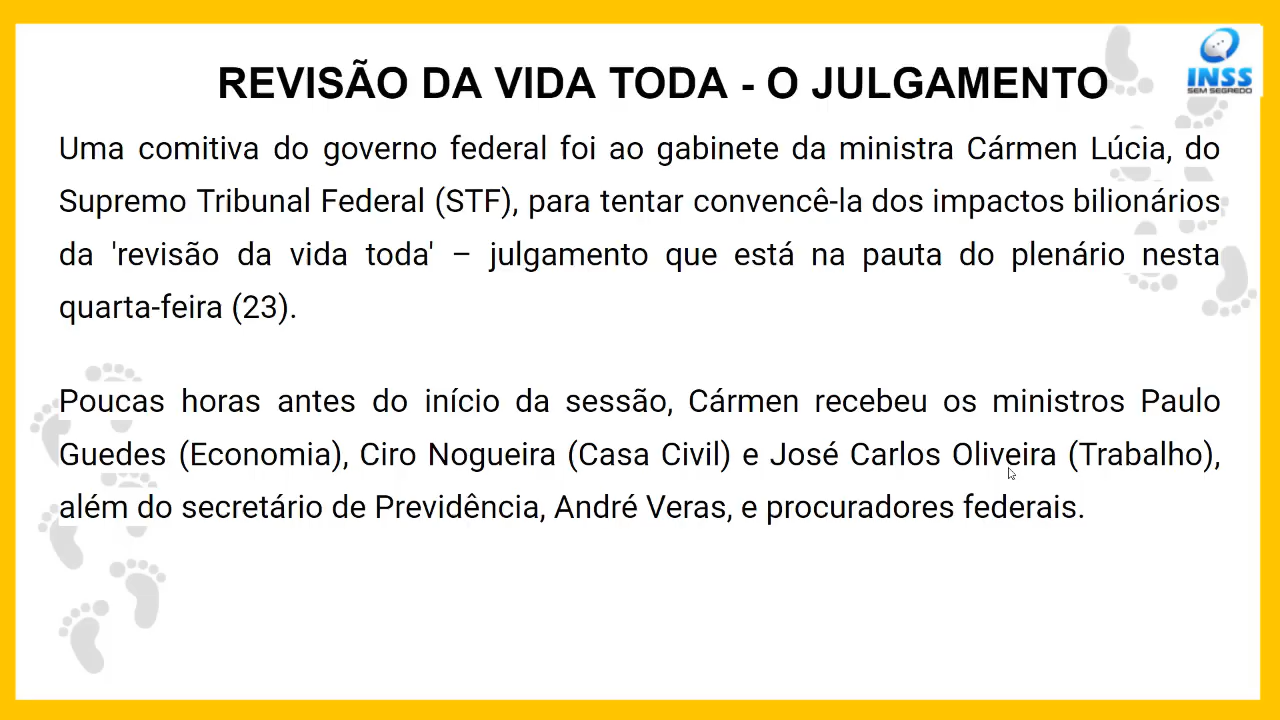 INSS
SEM SEGREDO
REVISÃO DA VIDA TODA - O JULGAMENTO
Uma comitiva do governo federal foi ao gabinete da ministra Cármen Lúcia, do
Supremo Tribunal Federal (STF), para tentar convencê-la dos impactos bilionários
da 'revisão da vida toda' – julgamento que está na pauta do plenário nesta
quarta-feira (23).
Poucas horas antes do início da sessão, Cármen recebeu os ministros Paulo
Guedes (Economia), Ciro Nogueira (Casa Civil) e José Carlos Oliveira (Trabalho),
além do secretário de Previdência, André Veras, e procuradores federais.